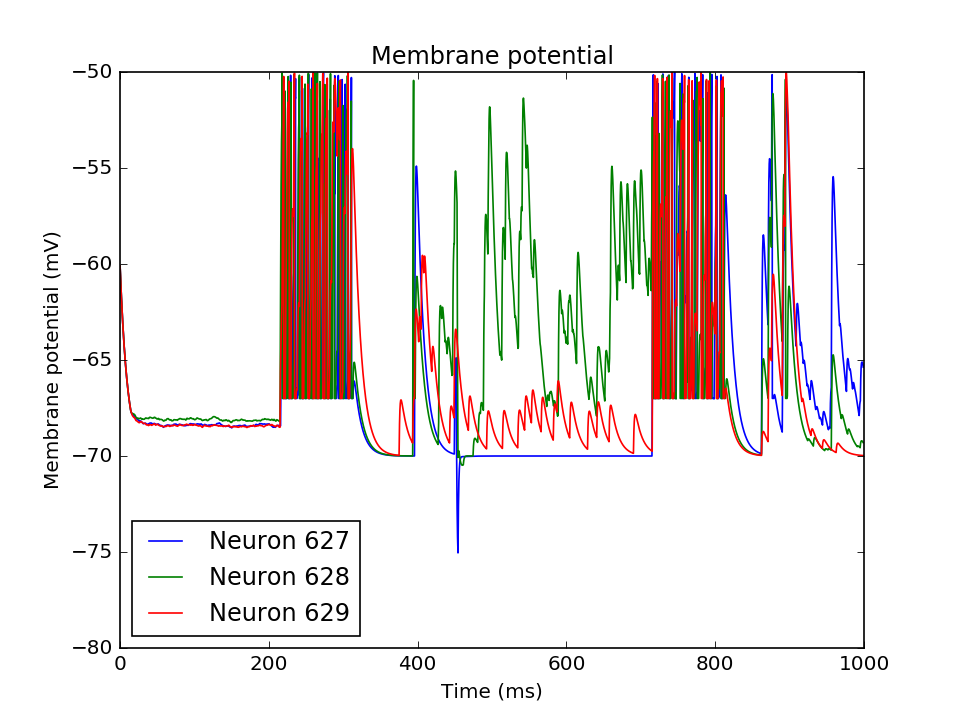 Membrane potential
Membrane potential (mV)
−50
−55
−60
−65
−70
−75
−80
Neuron 627
Neuron 628
Neuron 629
0 200 400 600 800 1000
Time (ms)